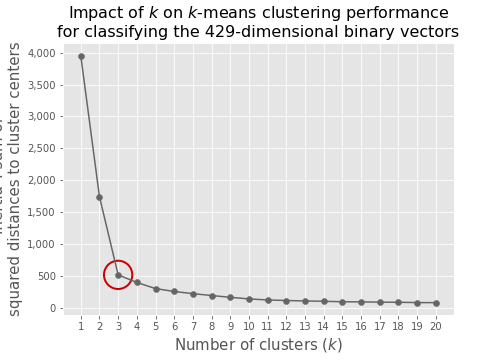 Impact of k on k-means clustering performance
for classifying the 429-dimensional binary vectors
squared distances to cluster centers
4,000
3,500
3,000
2,500
2,000
1,500
1,000
500
0
1 2 3 4 5 6 7 8 9 10 11 12 13 14 15 16 17 18 19 20
Number of clusters (k)